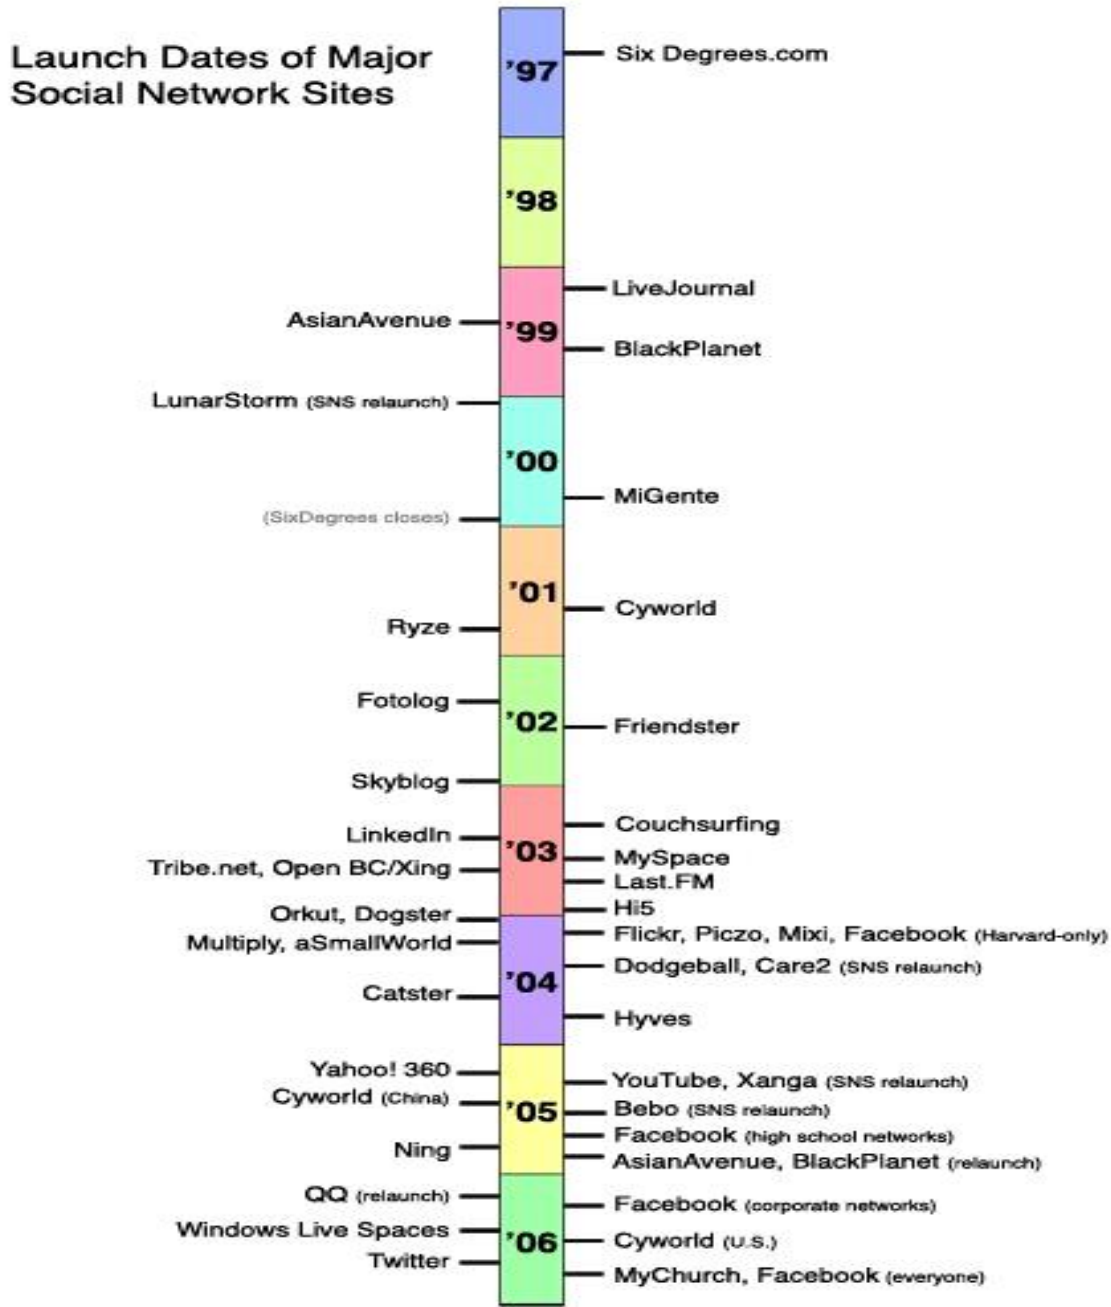 Launch Dates of Major
Social Network Sites
'97
Six Degrees.com
'98
LiveJournal
AsianAvenue
'99
BlackPlanet
LunarStorm (SNS relaunch)
'00
MiGente
(SixDegrees closes)
'01
Cyworld
Ryze
Fotolog
'02
Friendster
Skyblog
Couchsurfing
LinkedIn
'03
MySpace
Tribe.net, Open BC/Xing
Last.FM
Hi5
Orkut, Dogster
Flickr, Piczo, Mixi, Facebook (Harvard-only)
Multiply, aSmallWorld
Dodgeball, Care2 (SNS relaunch)
'04
Catster
Hyves
Yahoo! 360
YouTube, Xanga (SNS relaunch)
Cyworld (China)
'05
Bebo (SNS relaunch)
Facebook (high school networks)
Ning
AsianAvenue, BlackPlanet (relaunch)
QQ (relaunch)
Facebook (corporate networks)
Windows Live Spaces
'06
Cyworld (U.S.)
Twitter
MyChurch, Facebook (everyone)